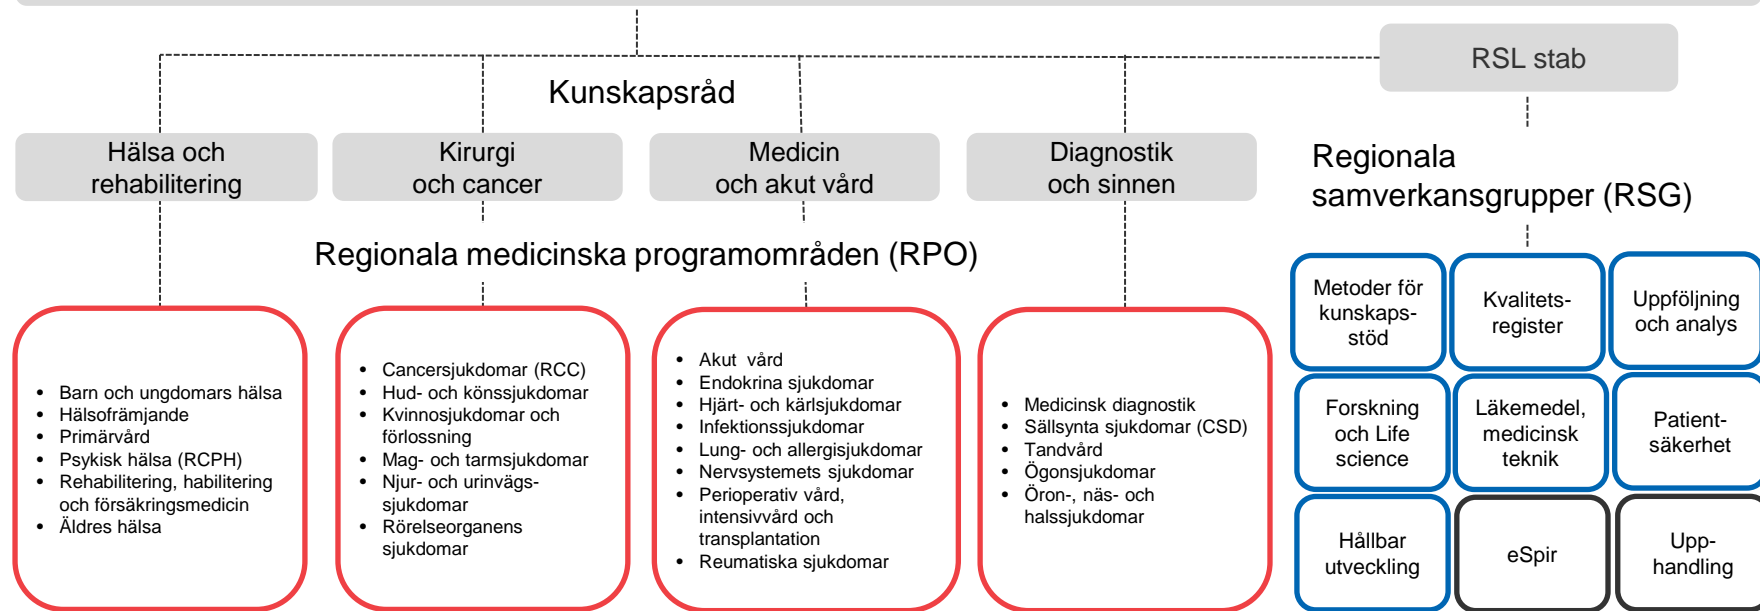 RSL stab
Kunskapsråd
Hälsa och
rehabilitering
Kirurgi
och cancer
Medicin
och akut vård
Diagnostik
och sinnen
Regionala
samverkansgrupper (RSG)
Regionala medicinska programområden (RPO)
• Barn och ungdomars hälsa
• Hälsofrämjande
• Primärvård
• Psykisk hälsa (RCPH)
• Rehabilitering, habilitering
och försäkringsmedicin
• Äldres hälsa
• Cancersjukdomar (RCC)
• Hud- och könssjukdomar
• Kvinnosjukdomar och
förlossning
• Mag- och tarmsjukdomar
• Njur- och urinvägs-
sjukdomar
• Rörelseorganens
sjukdomar
• Akut vård
• Endokrina sjukdomar
• Hjärt- och kärlsjukdomar
• Infektionssjukdomar
• Lung- och allergisjukdomar
• Nervsystemets sjukdomar
• Perioperativ vård,
intensivvård och
transplantation
• Reumatiska sjukdomar
• Medicinsk diagnostik
• Sällsynta sjukdomar (CSD)
• Tandvård
• Ögonsjukdomar
• Öron-, näs- och
halssjukdomar
Metoder för
kunskaps-
stöd
Kvalitets-
register
Uppföljning
och analys
Forskning
och Life
science
Läkemedel,
medicinsk
teknik
Patient-
säkerhet
Hållbar
utveckling
eSpir
Upp-
handling